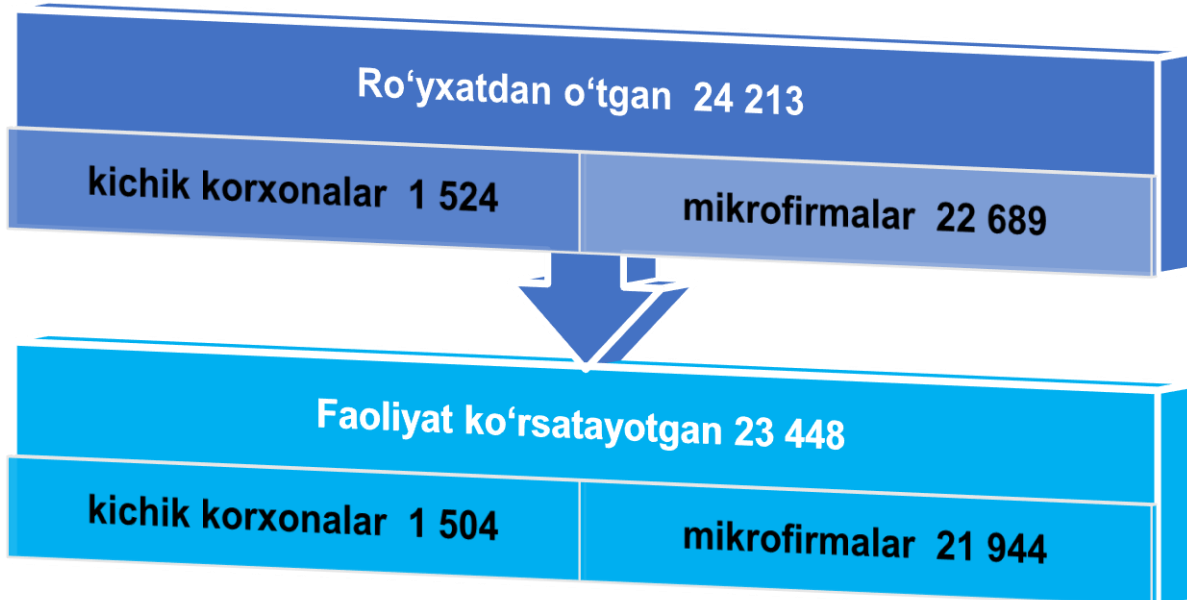 Ro‘yxatdan o‘tgan 24 213
kichik korxonalar 1 524
mikrofirmalar 22 689
Faoliyat ko‘rsatayotgan 23 448
kichik korxonalar 1 504
mikrofirmalar 21 944